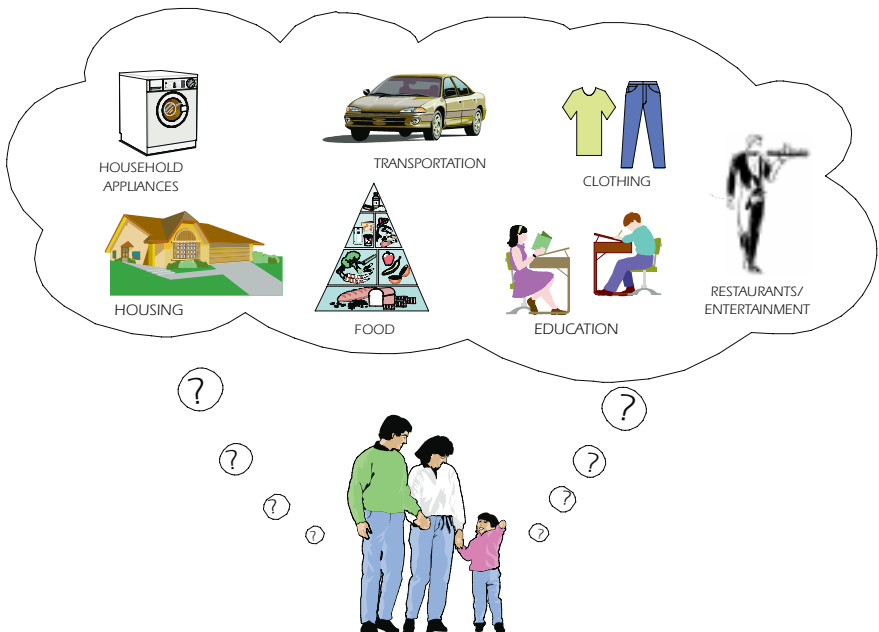 HOUSEHOLD
APPLIANCES
TRANSPORTATION
CLOTHING
HOUSING
FOOD
EDUCATION
RESTAURANTS/
ENTERTAINMENT
?
?
?
?
?
?
?
?